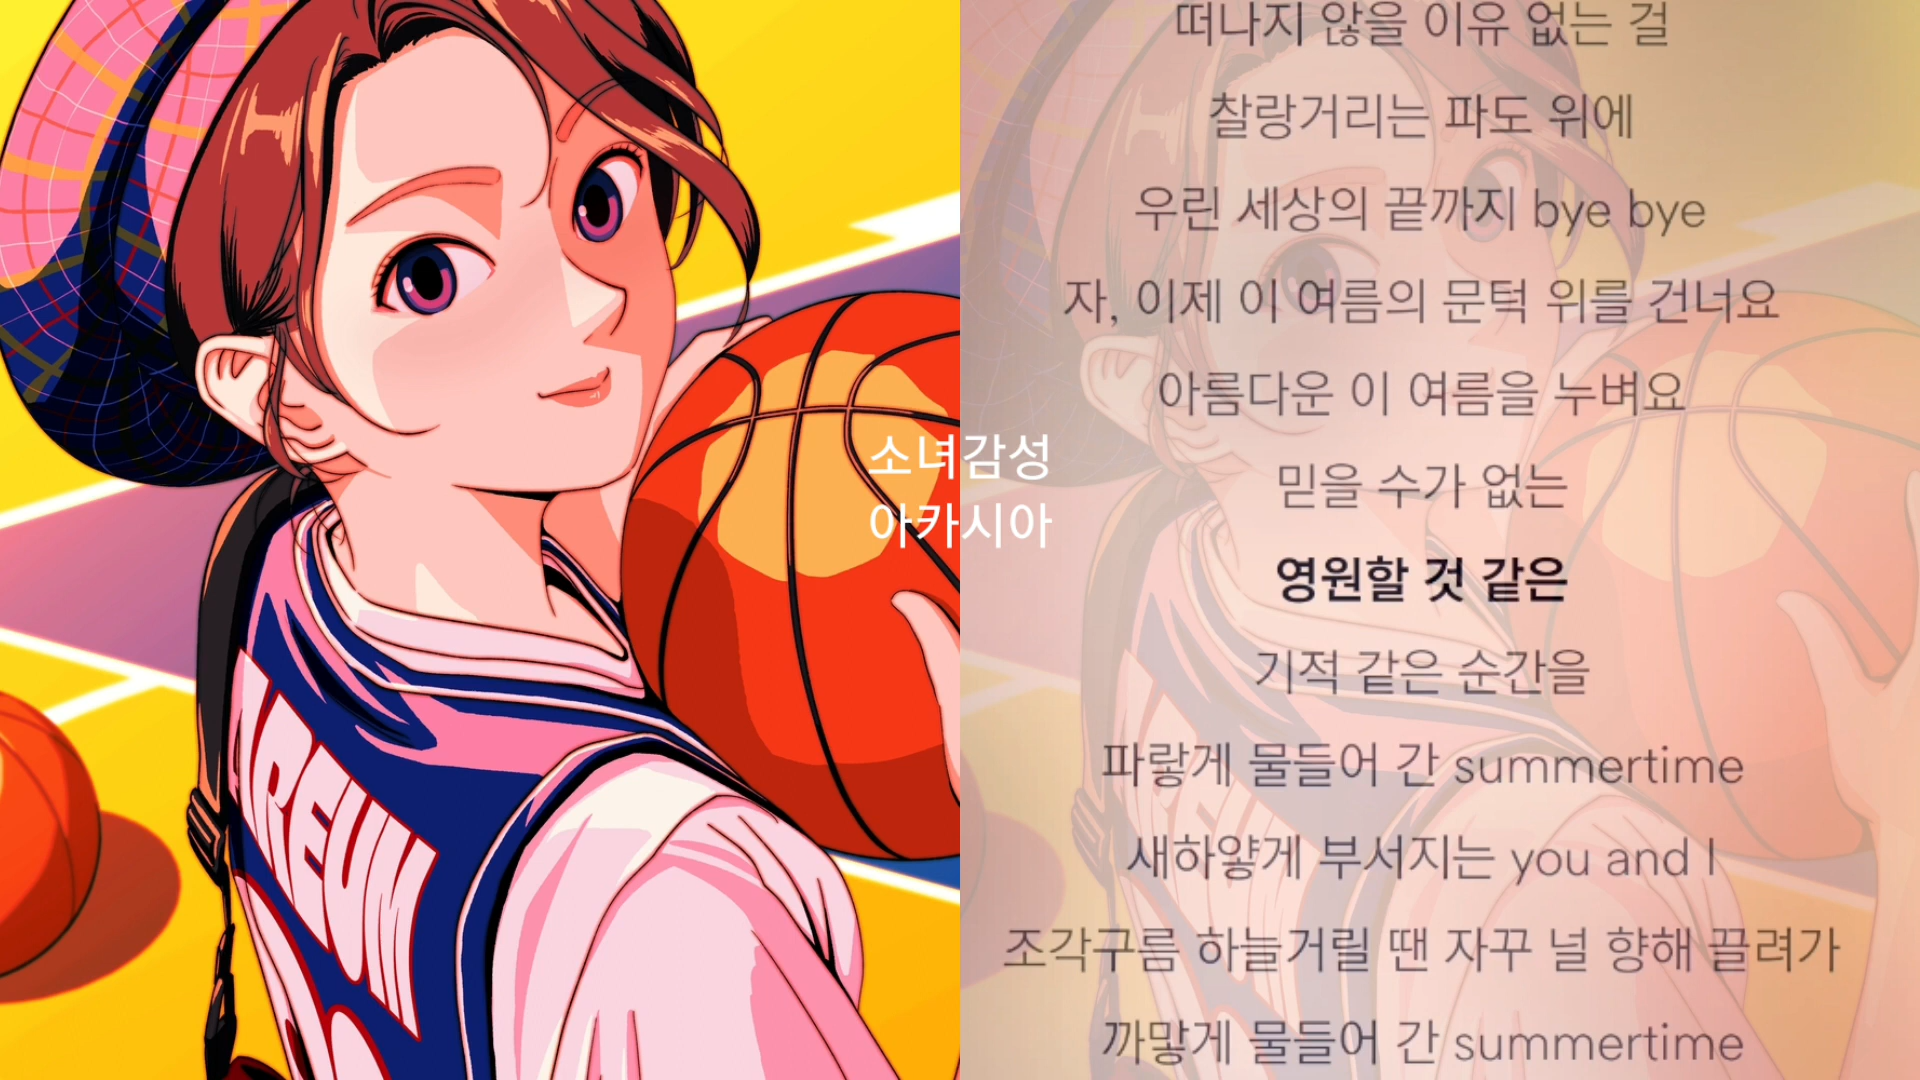 AREUM
소녀감성
아카시아
떠나지 않을 이유 없는 걸
찰랑거리는 파도 위에
우린 세상의 끝까지 bye bye
자, 이제 이 여름의 문턱 위를 건너요
아름다운 이 여름을 누벼요
믿을 수가 없는
영원할 것 같은
기적 같은 순간을
파랗게 물들어 간 summertime
새하얗게 부서지는 you and I
조각구름 하늘거릴 땐 자꾸 널 향해 끌려가
까맣게 물들어 간 summertime